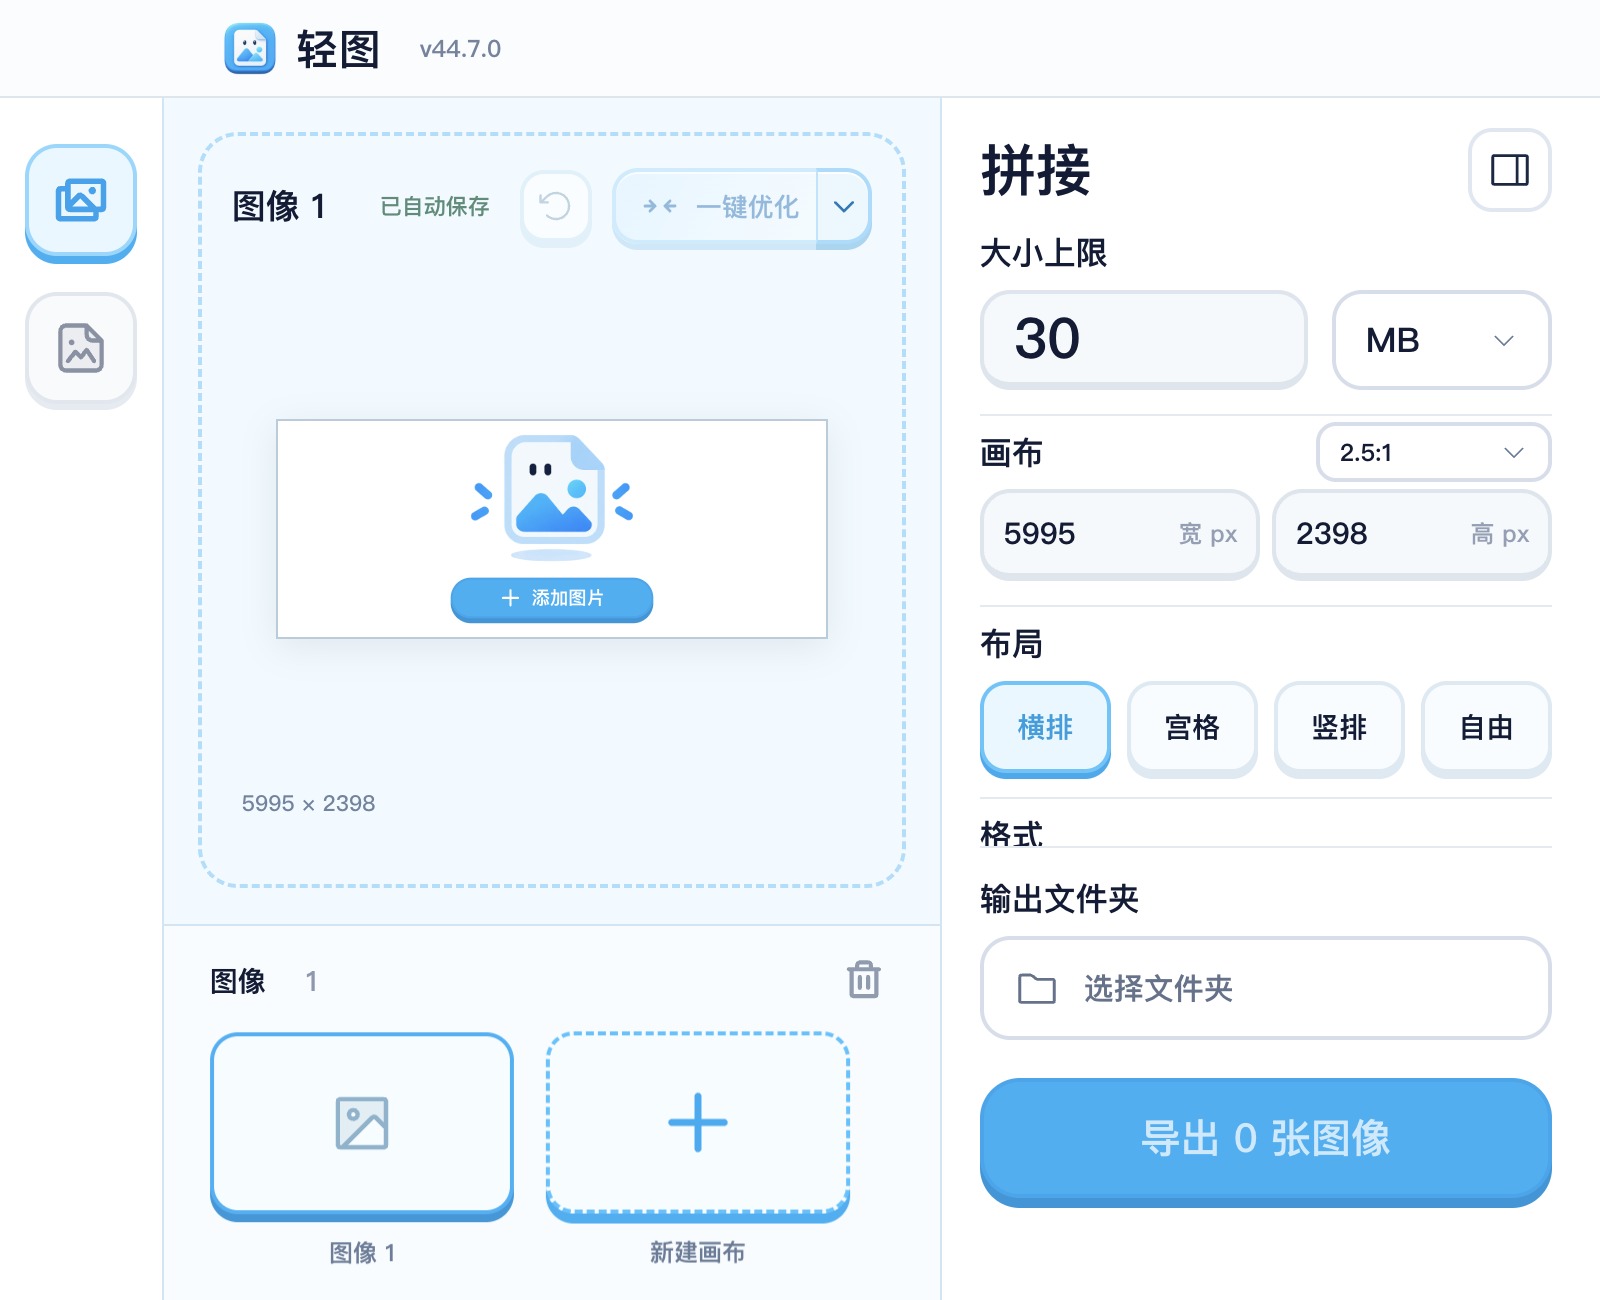 轻图 v44.7.0
图像 1 已自动保存 一键优化
添加图片
5995 × 2398
图像 1
图像 1
新建画布
拼接
大小上限
30 MB
画布 2.5:1
5995 宽 px 2398 高 px
布局
横排 宫格 竖排 自由
格式
输出文件夹
选择文件夹
导出 0 张图像